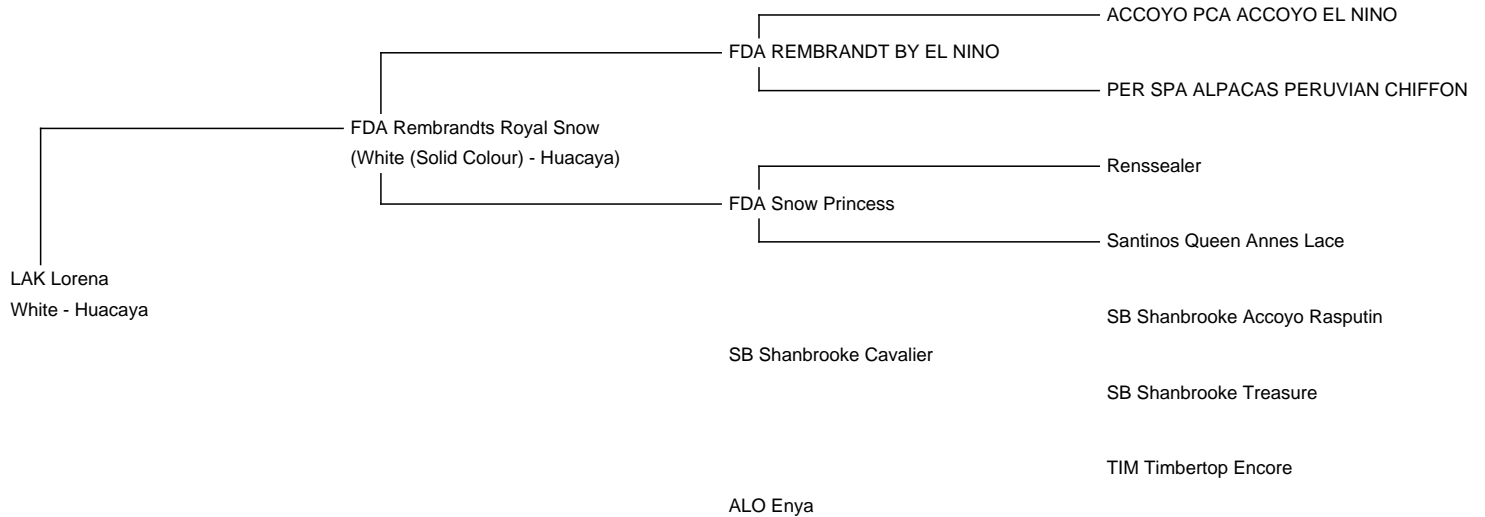 ACCOYO PCA ACCOYO EL NINO
FDA REMBRANDT BY EL NINO
PER SPA ALPACAS PERUVIAN CHIFFON
FDA Rembrandts Royal Snow
(White (Solid Colour) - Huacaya)
Renssealer
FDA Snow Princess
Santinos Queen Annes Lace
LAK Lorena
White - Huacaya
SB Shanbrooke Accoyo Rasputin
SB Shanbrooke Cavalier
SB Shanbrooke Treasure
TIM Timbertop Encore
ALO Enya